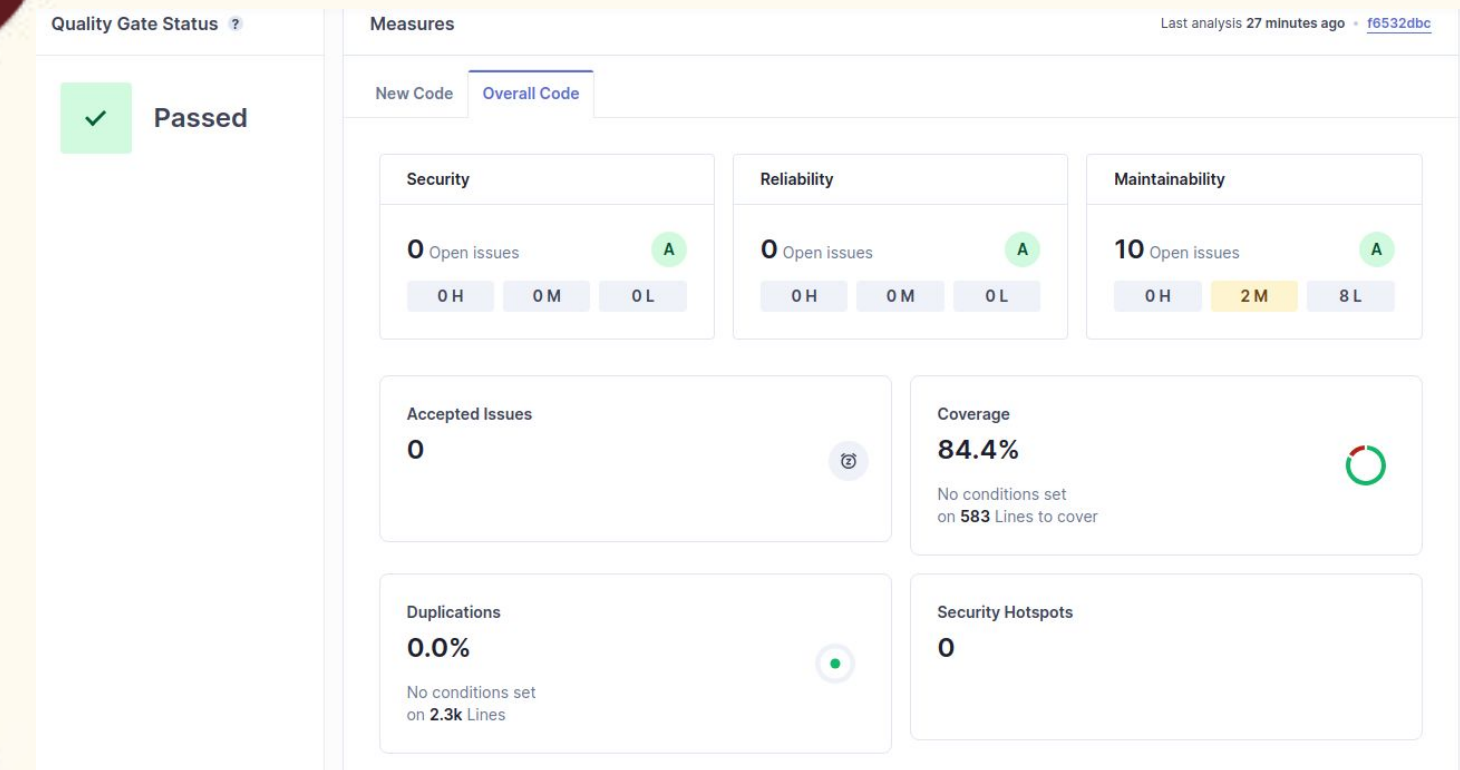 Quality Gate Status ?
Passed
Measures
Last analysis 27 minutes ago • f6532dbc
New Code
Overall Code
Security
0 Open issues
A
0 H
0 M
0 L
Reliability
0 Open issues
A
0 H
0 M
0 L
Maintainability
10 Open issues
A
0 H
2 M
8 L
Accepted Issues
0
Coverage
84.4%
No conditions set
on 583 Lines to cover
Duplications
0.0%
No conditions set
on 2.3k Lines
Security Hotspots
0